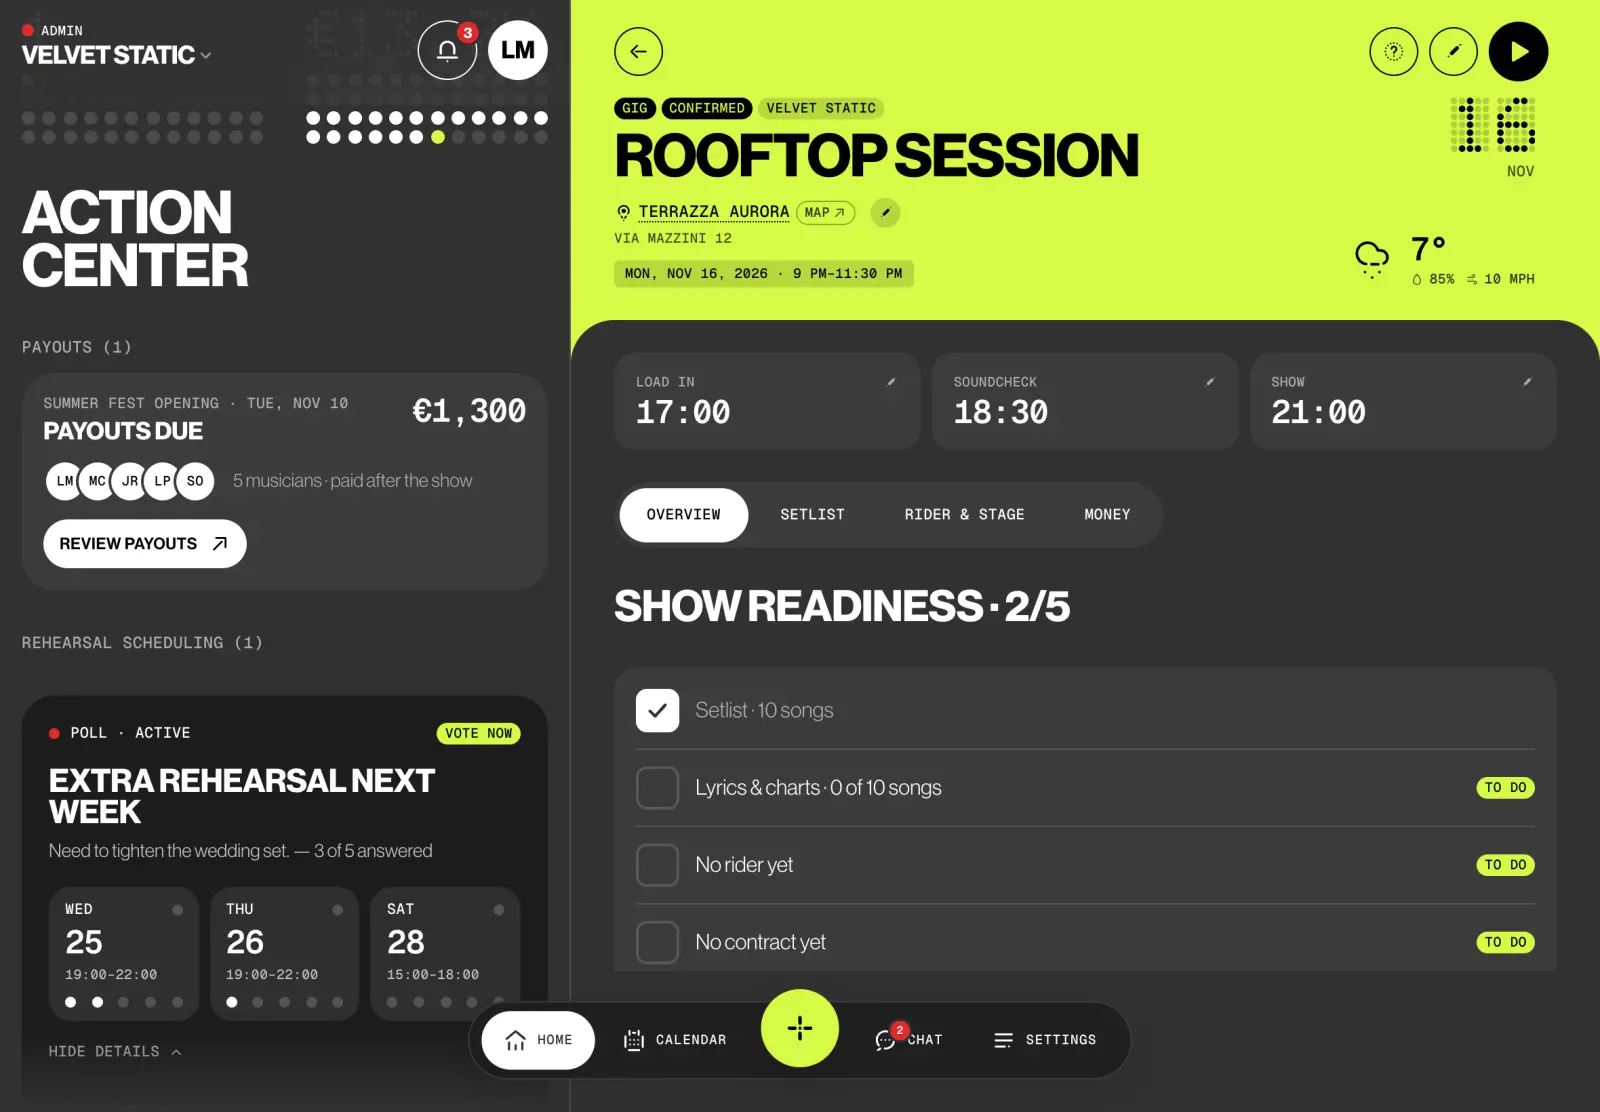 ADMIN
VELVET STATIC
3
LM
ACTION
CENTER
PAYOUTS (1)
SUMMER FEST OPENING · TUE, NOV 10
€1,300
PAYOUTS DUE
LM MC JR LP SO
5 musicians · paid after the show
REVIEW PAYOUTS
REHEARSAL SCHEDULING (1)
POLL · ACTIVE
VOTE NOW
EXTRA REHEARSAL NEXT
WEEK
Need to tighten the wedding set. — 3 of 5 answered
WED
25
19:00–22:00
THU
26
19:00–22:00
SAT
28
15:00–18:00
HIDE DETAILS
GIG CONFIRMED VELVET STATIC
ROOFTOP SESSION
16
NOV
TERRAZZA AURORA MAP
VIA MAZZINI 12
MON, NOV 16, 2026 · 9 PM–11:30 PM
7°
85% 10 MPH
LOAD IN
17:00
SOUNDCHECK
18:30
SHOW
21:00
OVERVIEW SETLIST RIDER & STAGE MONEY
SHOW READINESS · 2/5
Setlist · 10 songs
Lyrics & charts · 0 of 10 songs TO DO
No rider yet TO DO
No contract yet TO DO
HOME CALENDAR 2 CHAT SETTINGS